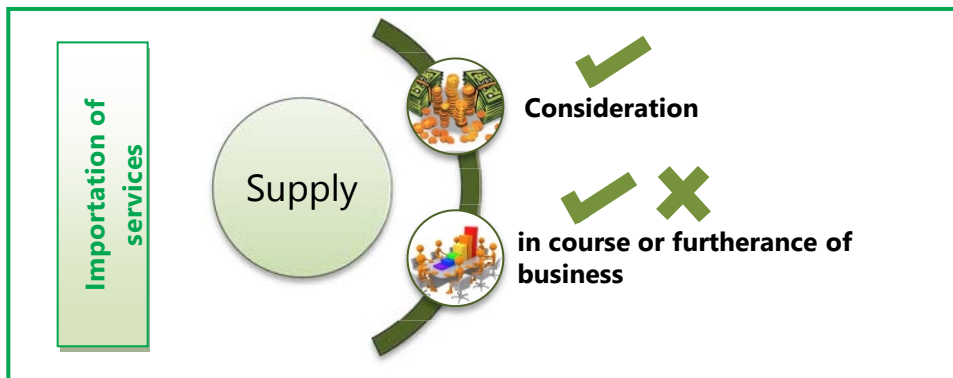 Importation of
services
Supply
Consideration
in course or furtherance of
business